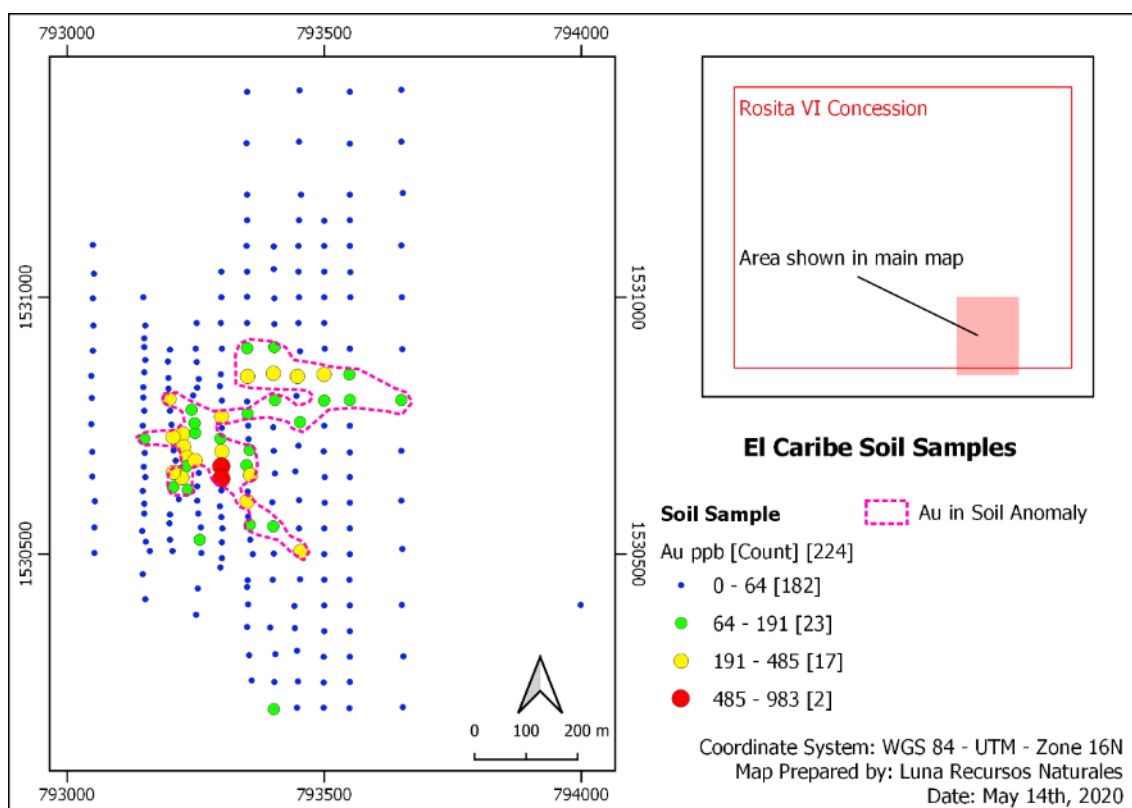 793000
793500
794000
1531000
1531000
1530500
1530500
0 100 200 m
793000
793500
794000
Rosita VI Concession
Area shown in main map
El Caribe Soil Samples
Soil Sample
Au in Soil Anomaly
Au ppb [Count] [224]
0 - 64 [182]
64 - 191 [23]
191 - 485 [17]
485 - 983 [2]
Coordinate System: WGS 84 - UTM - Zone 16N
Map Prepared by: Luna Recursos Naturales
Date: May 14th, 2020